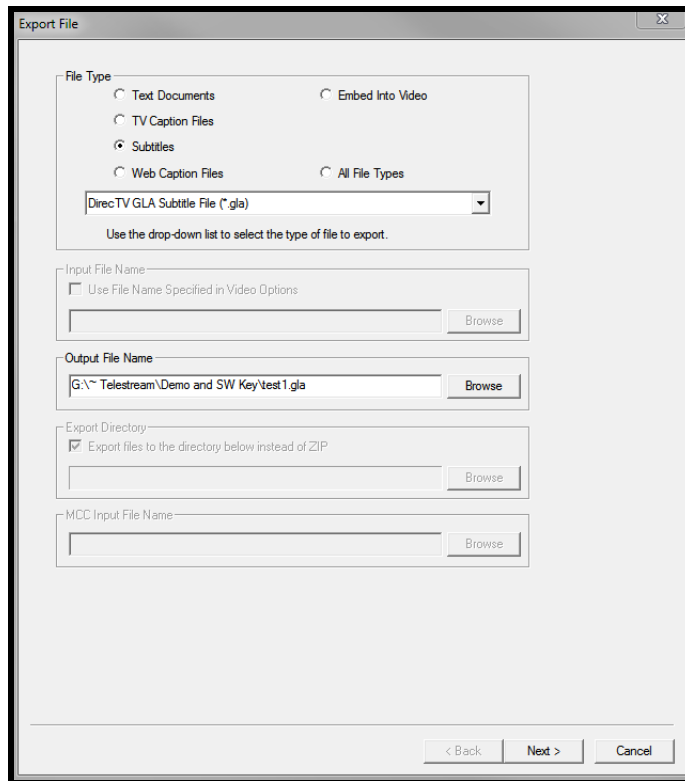 Export File
File Type
Text Documents
Embed Into Video
TV Caption Files
Subtitles
Web Caption Files
All File Types
DirecTV GLA Subtitle File (*.gla)
Use the drop-down list to select the type of file to export.
Input File Name
Use File Name Specified in Video Options
Browse
Output File Name
G:\~ Telestream\Demo and SW Key\test1.gla
Browse
Export Directory
Export files to the directory below instead of ZIP
Browse
MCC Input File Name
Browse
< Back
Next >
Cancel